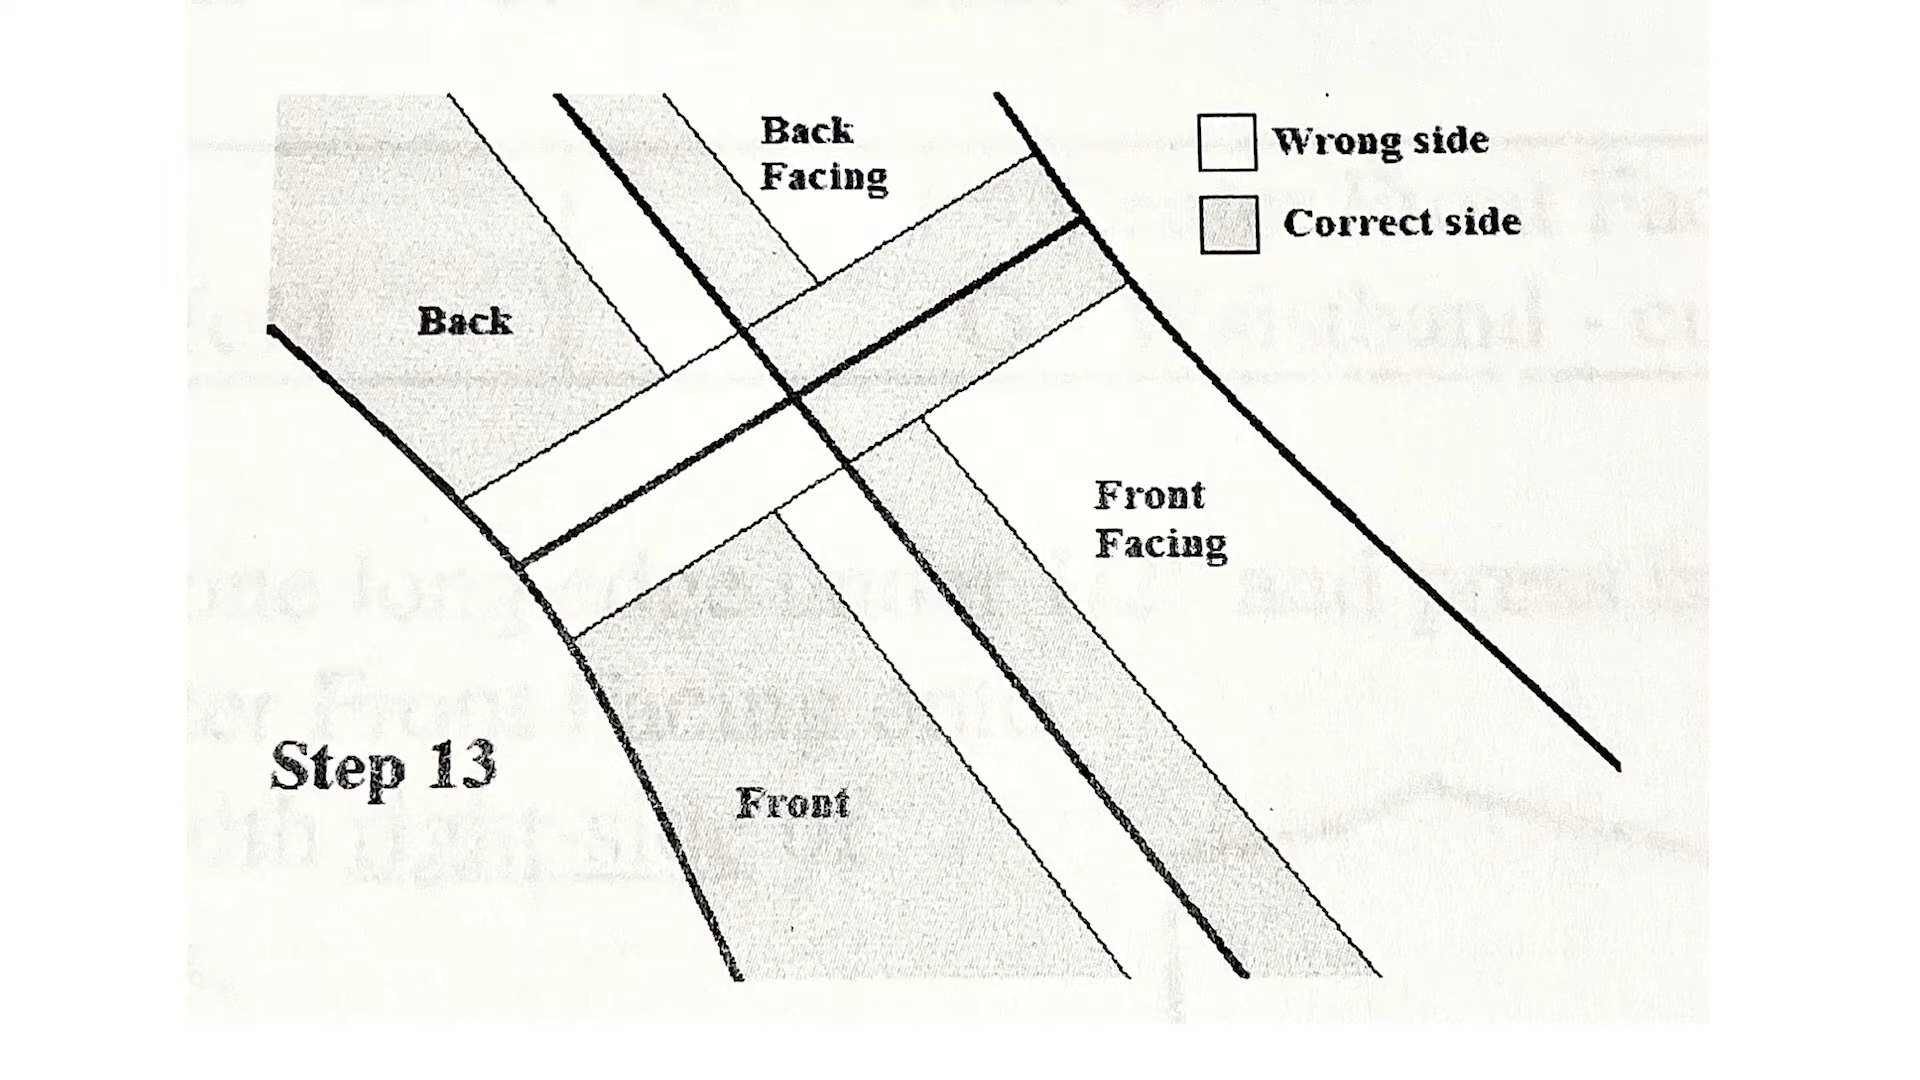 Back
Facing
Wrong side
Correct side
Back
Front
Facing
Step 13
Front